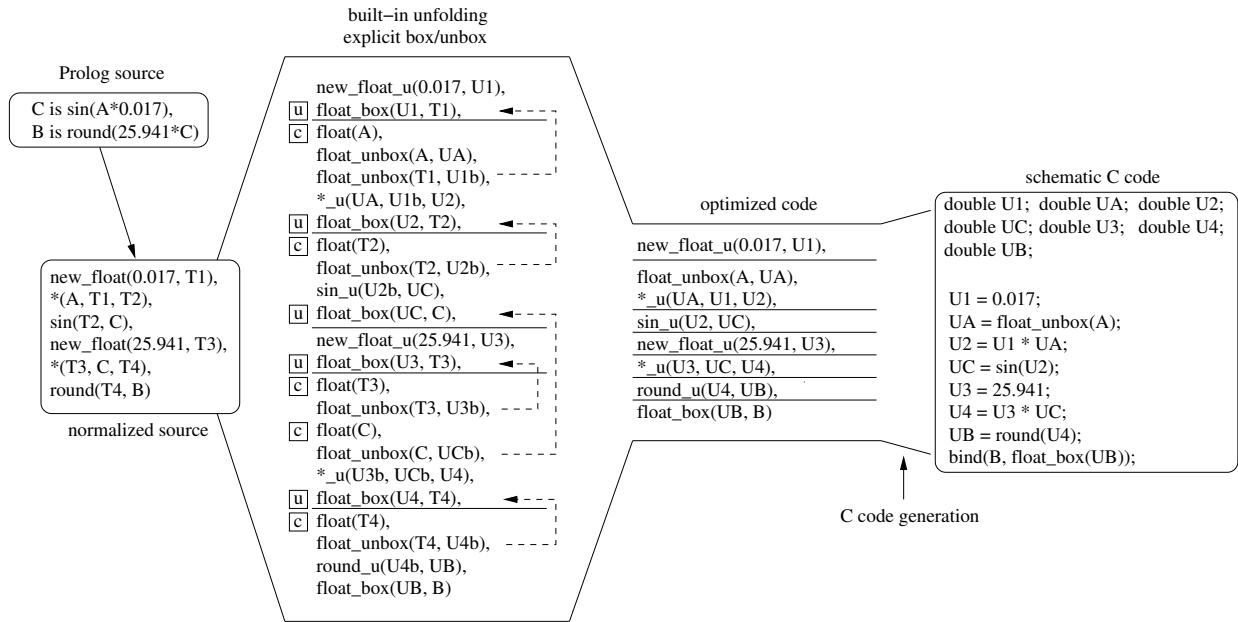 built−in unfolding
explicit box/unbox
Prolog source
C is sin(A*0.017),
B is round(25.941*C)
new_float(0.017, T1),
*(A, T1, T2),
sin(T2, C),
new_float(25.941, T3),
*(T3, C, T4),
round(T4, B)
normalized source
new_float_u(0.017, U1),
u float_box(U1, T1),
c float(A),
float_unbox(A, UA),
float_unbox(T1, U1b),
*_u(UA, U1b, U2),
u float_box(U2, T2),
c float(T2),
float_unbox(T2, U2b),
sin_u(U2b, UC),
u float_box(UC, C),
new_float_u(25.941, U3),
u float_box(U3, T3),
c float(T3),
float_unbox(T3, U3b),
c float(C),
float_unbox(C, UCb),
*_u(U3b, UCb, U4),
u float_box(U4, T4),
c float(T4),
float_unbox(T4, U4b),
round_u(U4b, UB),
float_box(UB, B)
optimized code
new_float_u(0.017, U1),
float_unbox(A, UA),
*_u(UA, U1, U2),
sin_u(U2, UC),
new_float_u(25.941, U3),
*_u(U3, UC, U4),
round_u(U4, UB),
float_box(UB, B)
schematic C code
double U1; double UA; double U2;
double UC; double U3; double U4;
double UB;
U1 = 0.017;
UA = float_unbox(A);
U2 = U1 * UA;
UC = sin(U2);
U3 = 25.941;
U4 = U3 * UC;
UB = round(U4);
bind(B, float_box(UB));
C code generation